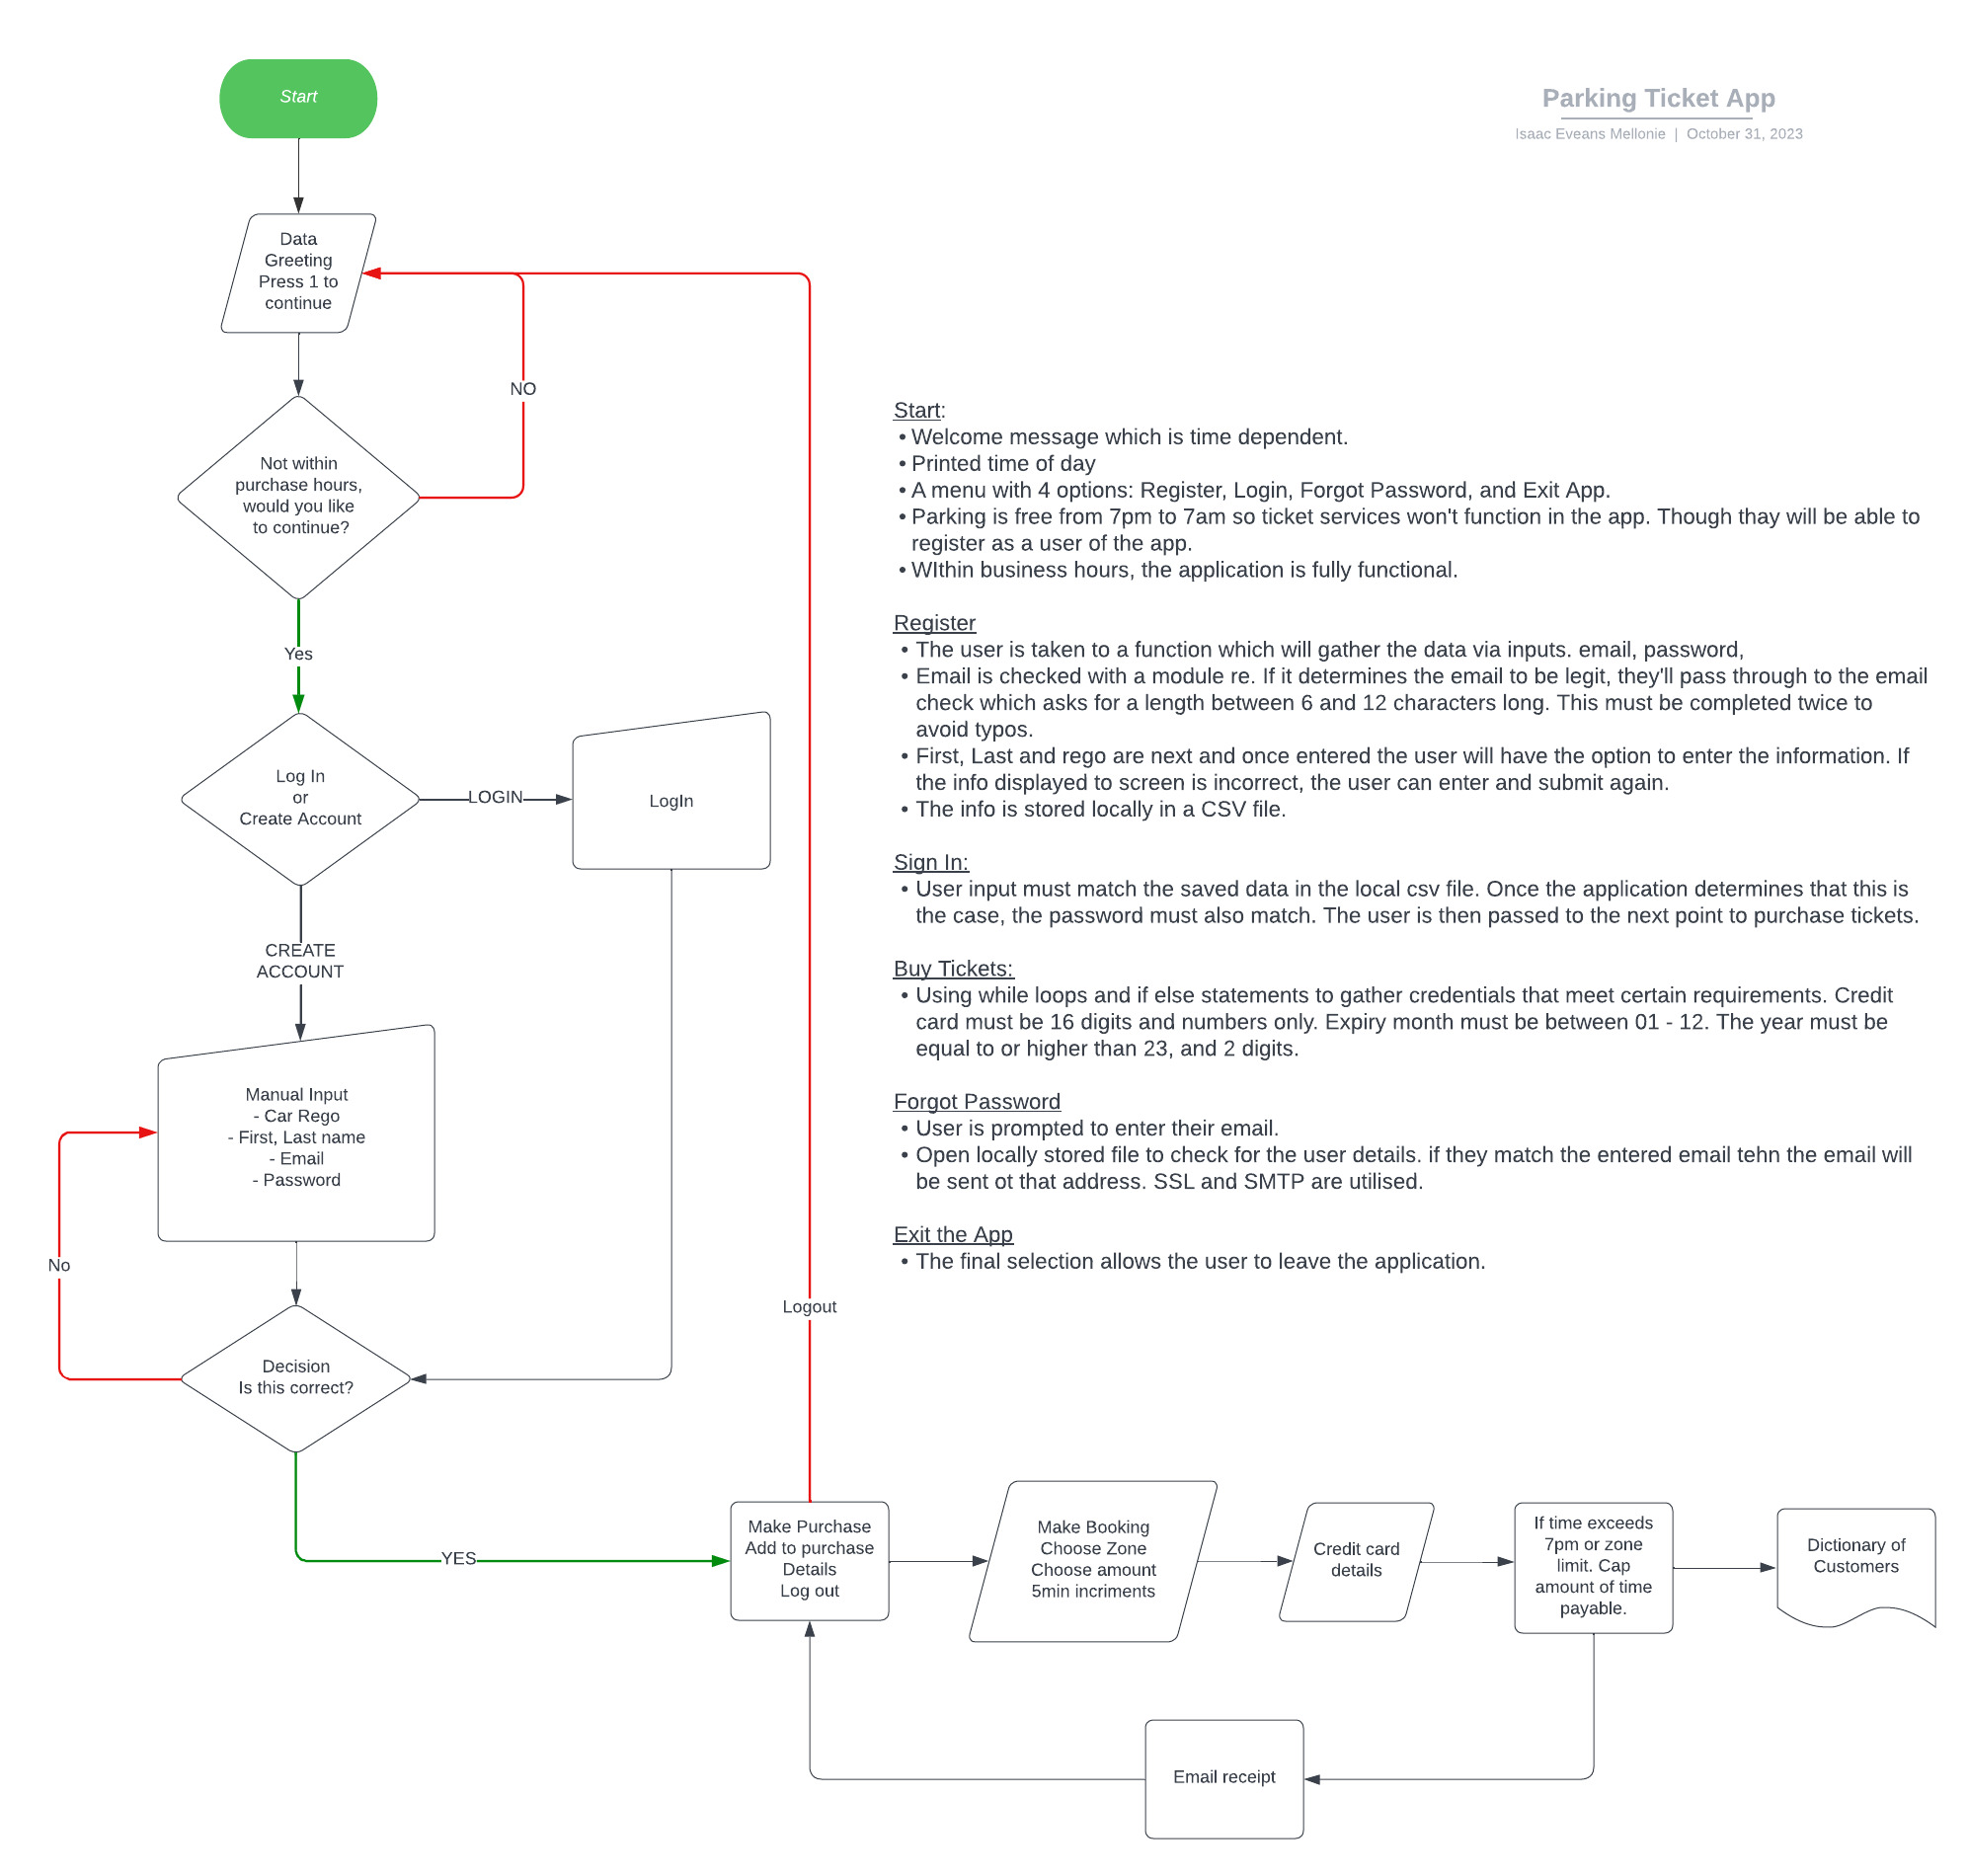 Start
Parking Ticket App
Isaac Eveans Mellonie | October 31, 2023
Data
Greeting
Press 1 to
continue
NO
Not within
purchase hours,
would you like
to continue?
Yes
Log In
or
Create Account
LOGIN
LogIn
CREATE
ACCOUNT
Manual Input
- Car Rego
- First, Last name
- Email
- Password
No
Decision
Is this correct?
YES
Logout
Start:
• Welcome message which is time dependent.
• Printed time of day
• A menu with 4 options: Register, Login, Forgot Password, and Exit App.
• Parking is free from 7pm to 7am so ticket services won't function in the app. Though thay will be able to
register as a user of the app.
• WIthin business hours, the application is fully functional.
Register
• The user is taken to a function which will gather the data via inputs. email, password,
• Email is checked with a module re. If it determines the email to be legit, they'll pass through to the email
check which asks for a length between 6 and 12 characters long. This must be completed twice to
avoid typos.
• First, Last and rego are next and once entered the user will have the option to enter the information. If
the info displayed to screen is incorrect, the user can enter and submit again.
• The info is stored locally in a CSV file.
Sign In:
• User input must match the saved data in the local csv file. Once the application determines that this is
the case, the password must also match. The user is then passed to the next point to purchase tickets.
Buy Tickets:
• Using while loops and if else statements to gather credentials that meet certain requirements. Credit
card must be 16 digits and numbers only. Expiry month must be between 01 - 12. The year must be
equal to or higher than 23, and 2 digits.
Forgot Password
• User is prompted to enter their email.
• Open locally stored file to check for the user details. if they match the entered email tehn the email will
be sent ot that address. SSL and SMTP are utilised.
Exit the App
• The final selection allows the user to leave the application.
Make Purchase
Add to purchase
Details
Log out
Make Booking
Choose Zone
Choose amount
5min incriments
Credit card
details
If time exceeds
7pm or zone
limit. Cap
amount of time
payable.
Dictionary of
Customers
Email receipt